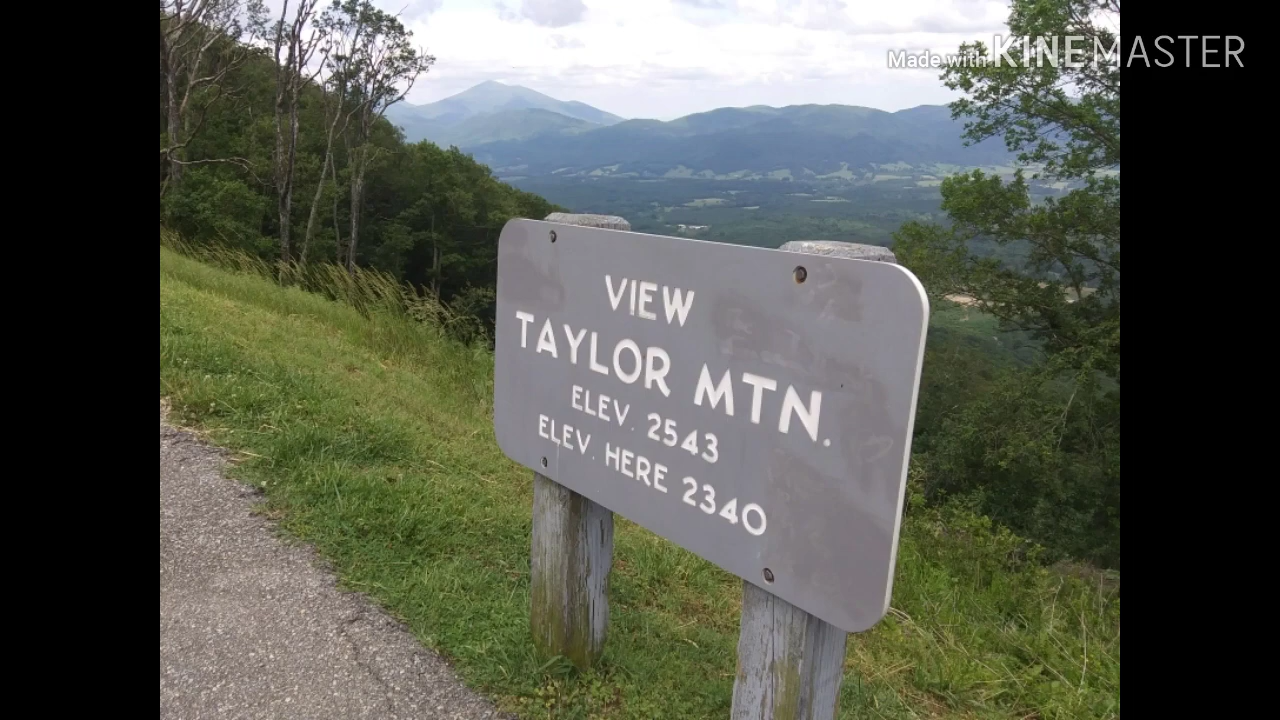 Made with KINEMASTER
VIEW
TAYLOR MTN.
ELEV. 2543
ELEV. HERE 2340